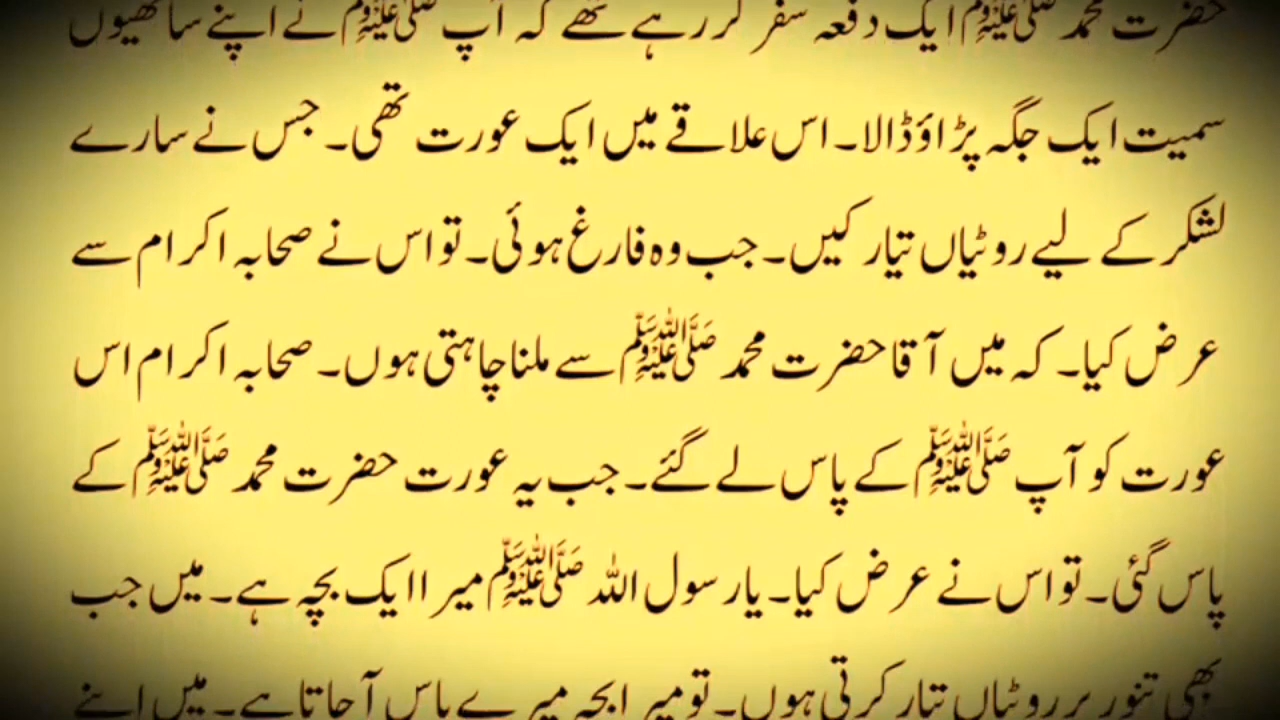 حضرت محمد ﷺ ایک دفعہ سفر کر رہے تھے کہ آپ ﷺ نے اپنے ساتھیوں
سمیت ایک جگہ پڑاؤ ڈالا۔ اس علاقے میں ایک عورت تھی۔ جس نے سارے
لشکر کے لیے روٹیاں تیار کیں۔ جب وہ فارغ ہوئی۔ تو اس نے صحابہ اکرام سے
عرض کیا۔ کہ میں آقا حضرت محمد ﷺ سے ملنا چاہتی ہوں۔ صحابہ اکرام اس
عورت کو آپ ﷺ کے پاس لے گئے۔ جب یہ عورت حضرت محمد ﷺ کے
پاس گئی۔ تو اس نے عرض کیا۔ یا رسول اللہ ﷺ میرا ایک بچہ ہے۔ میں جب
بھی تنور پر روٹیاں تیار کرتی ہوں۔ تو میرا بچہ میرے پاس آ جاتا ہے۔ میں اپنے